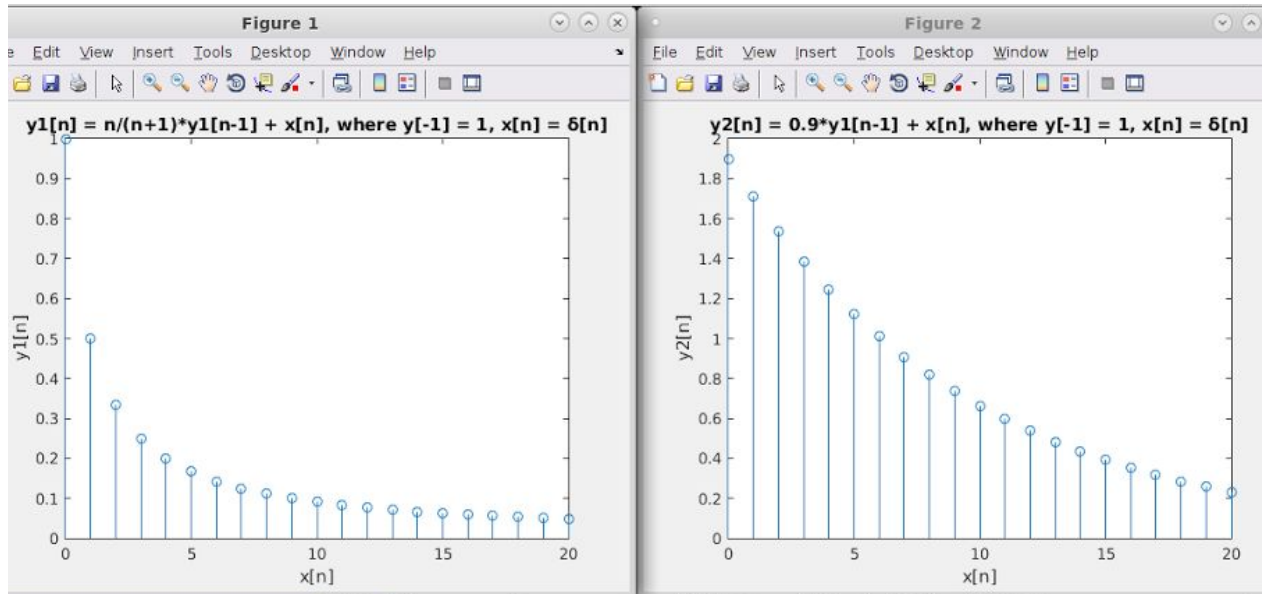 Figure 1
e Edit View Insert Tools Desktop Window Help
y1[n] = n/(n+1)*y1[n-1] + x[n], where y[-1] = 1, x[n] = δ[n]
1
0.9
0.8
0.7
0.6
0.5
0.4
0.3
0.2
0.1
0
y1[n]
0 5 10 15 20
x[n]
Figure 2
File Edit View Insert Tools Desktop Window Help
y2[n] = 0.9*y1[n-1] + x[n], where y[-1] = 1, x[n] = δ[n]
2
1.8
1.6
1.4
1.2
1
0.8
0.6
0.4
0.2
0
y2[n]
0 5 10 15 20
x[n]